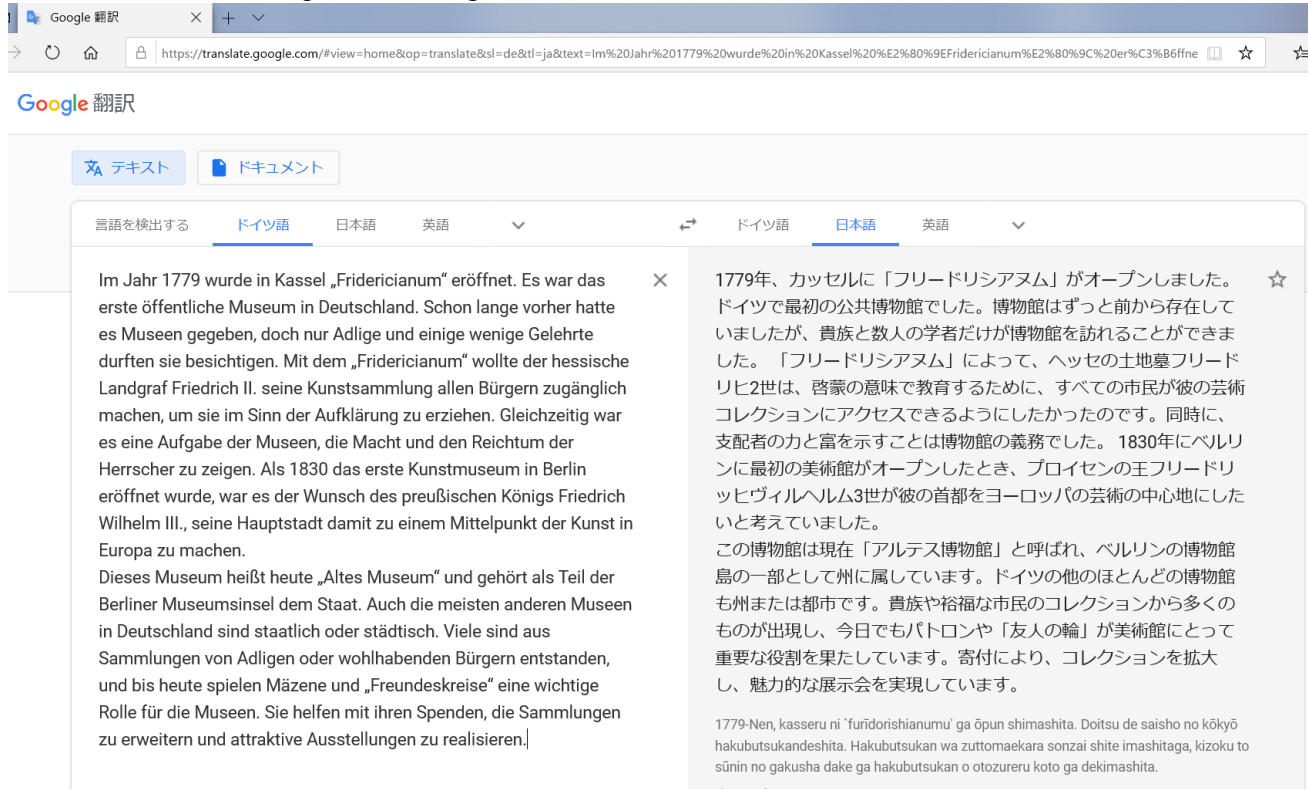 Google 翻訳
https://translate.google.com/#view=home&op=translate&sl=de&tl=ja&text=Im%20Jahr%201779%20wurde%20in%20Kassel%20%E2%80%9EFridericianum%E2%80%9C%20er%C3%B6ffne
Google 翻訳
テキスト
ドキュメント
言語を検出する ドイツ語 日本語 英語
ドイツ語 日本語 英語
Im Jahr 1779 wurde in Kassel „Fridericianum“ eröffnet. Es war das
erste öffentliche Museum in Deutschland. Schon lange vorher hatte
es Museen gegeben, doch nur Adlige und einige wenige Gelehrte
durften sie besichtigen. Mit dem „Fridericianum“ wollte der hessische
Landgraf Friedrich II. seine Kunstsammlung allen Bürgern zugänglich
machen, um sie im Sinn der Aufklärung zu erziehen. Gleichzeitig war
es eine Aufgabe der Museen, die Macht und den Reichtum der
Herrscher zu zeigen. Als 1830 das erste Kunstmuseum in Berlin
eröffnet wurde, war es der Wunsch des preußischen Königs Friedrich
Wilhelm III., seine Hauptstadt damit zu einem Mittelpunkt der Kunst in
Europa zu machen.
Dieses Museum heißt heute „Altes Museum“ und gehört als Teil der
Berliner Museumsinsel dem Staat. Auch die meisten anderen Museen
in Deutschland sind staatlich oder städtisch. Viele sind aus
Sammlungen von Adligen oder wohlhabenden Bürgern entstanden,
und bis heute spielen Mäzene und „Freundeskreise“ eine wichtige
Rolle für die Museen. Sie helfen mit ihren Spenden, die Sammlungen
zu erweitern und attraktive Ausstellungen zu realisieren.
1779年、カッセルに「フリードリシアヌム」がオープンしました。
ドイツで最初の公共博物館でした。博物館はずっと前から存在して
いましたが、貴族と数人の学者だけが博物館を訪れることができま
した。 「フリードリシアヌム」によって、ヘッセの土地墓フリード
リヒ2世は、啓蒙の意味で教育するために、すべての市民が彼の芸術
コレクションにアクセスできるようにしたかったのです。同時に、
支配者の力と富を示すことは博物館の義務でした。 1830年にベルリ
ンに最初の美術館がオープンしたとき、プロイセンの王フリードリ
ッヒヴィルヘルム3世が彼の首都をヨーロッパの芸術の中心地にした
いと考えていました。
この博物館は現在「アルテス博物館」と呼ばれ、ベルリンの博物館
島の一部として州に属しています。ドイツの他のほとんどの博物館
も州または都市です。貴族や裕福な市民のコレクションから多くの
ものが出現し、今日でもパトロンや「友人の輪」が美術館にとって
重要な役割を果たしています。寄付により、コレクションを拡大
し、魅力的な展示会を実現しています。
1779-Nen, kasseru ni `furīdorishianumu' ga ōpun shimashita. Doitsu de saisho no kōkyō
hakubutsukandeshita. Hakubutsukan wa zuttomaekara sonzai shite imashitaga, kizoku to
sūnin no gakusha dake ga hakubutsukan o otozureru koto ga dekimashita.